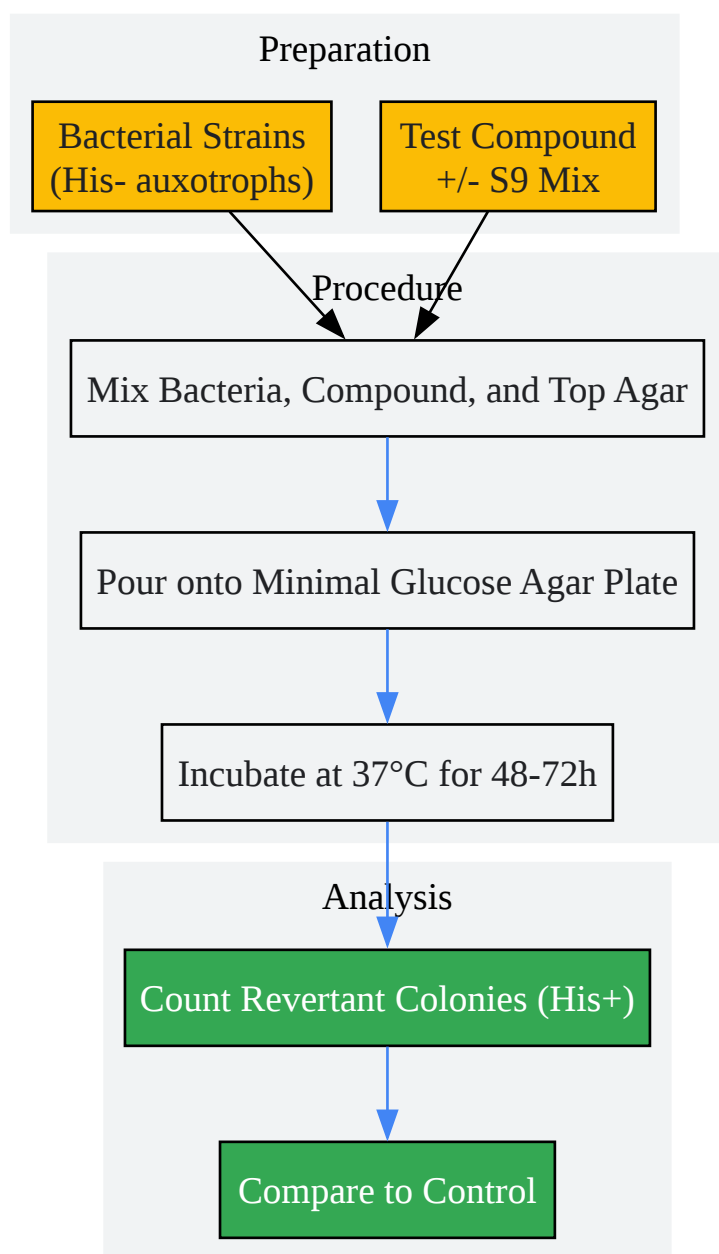 Preparation
Bacterial Strains
(His- auxotrophs)
Test Compound
+/- S9 Mix
Procedure
Mix Bacteria, Compound, and Top Agar
Pour onto Minimal Glucose Agar Plate
Incubate at 37°C for 48-72h
Analysis
Count Revertant Colonies (His+)
Compare to Control